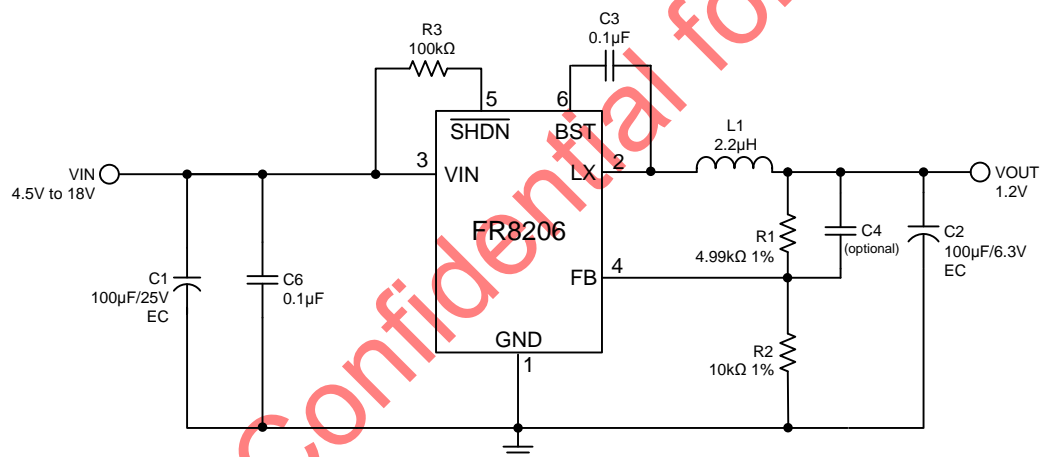 C3
0.1µF
R3
100kΩ
5
6
SHDN
BST
L1
2.2µH
3
VIN
2
LX
VIN
4.5V to 18V
VOUT
1.2V
FR8206
R1
4.99kΩ 1%
C4
(optional)
C2
100µF/6.3V
EC
4
FB
C1
100µF/25V
EC
C6
0.1µF
GND
1
R2
10kΩ 1%
Confidential for